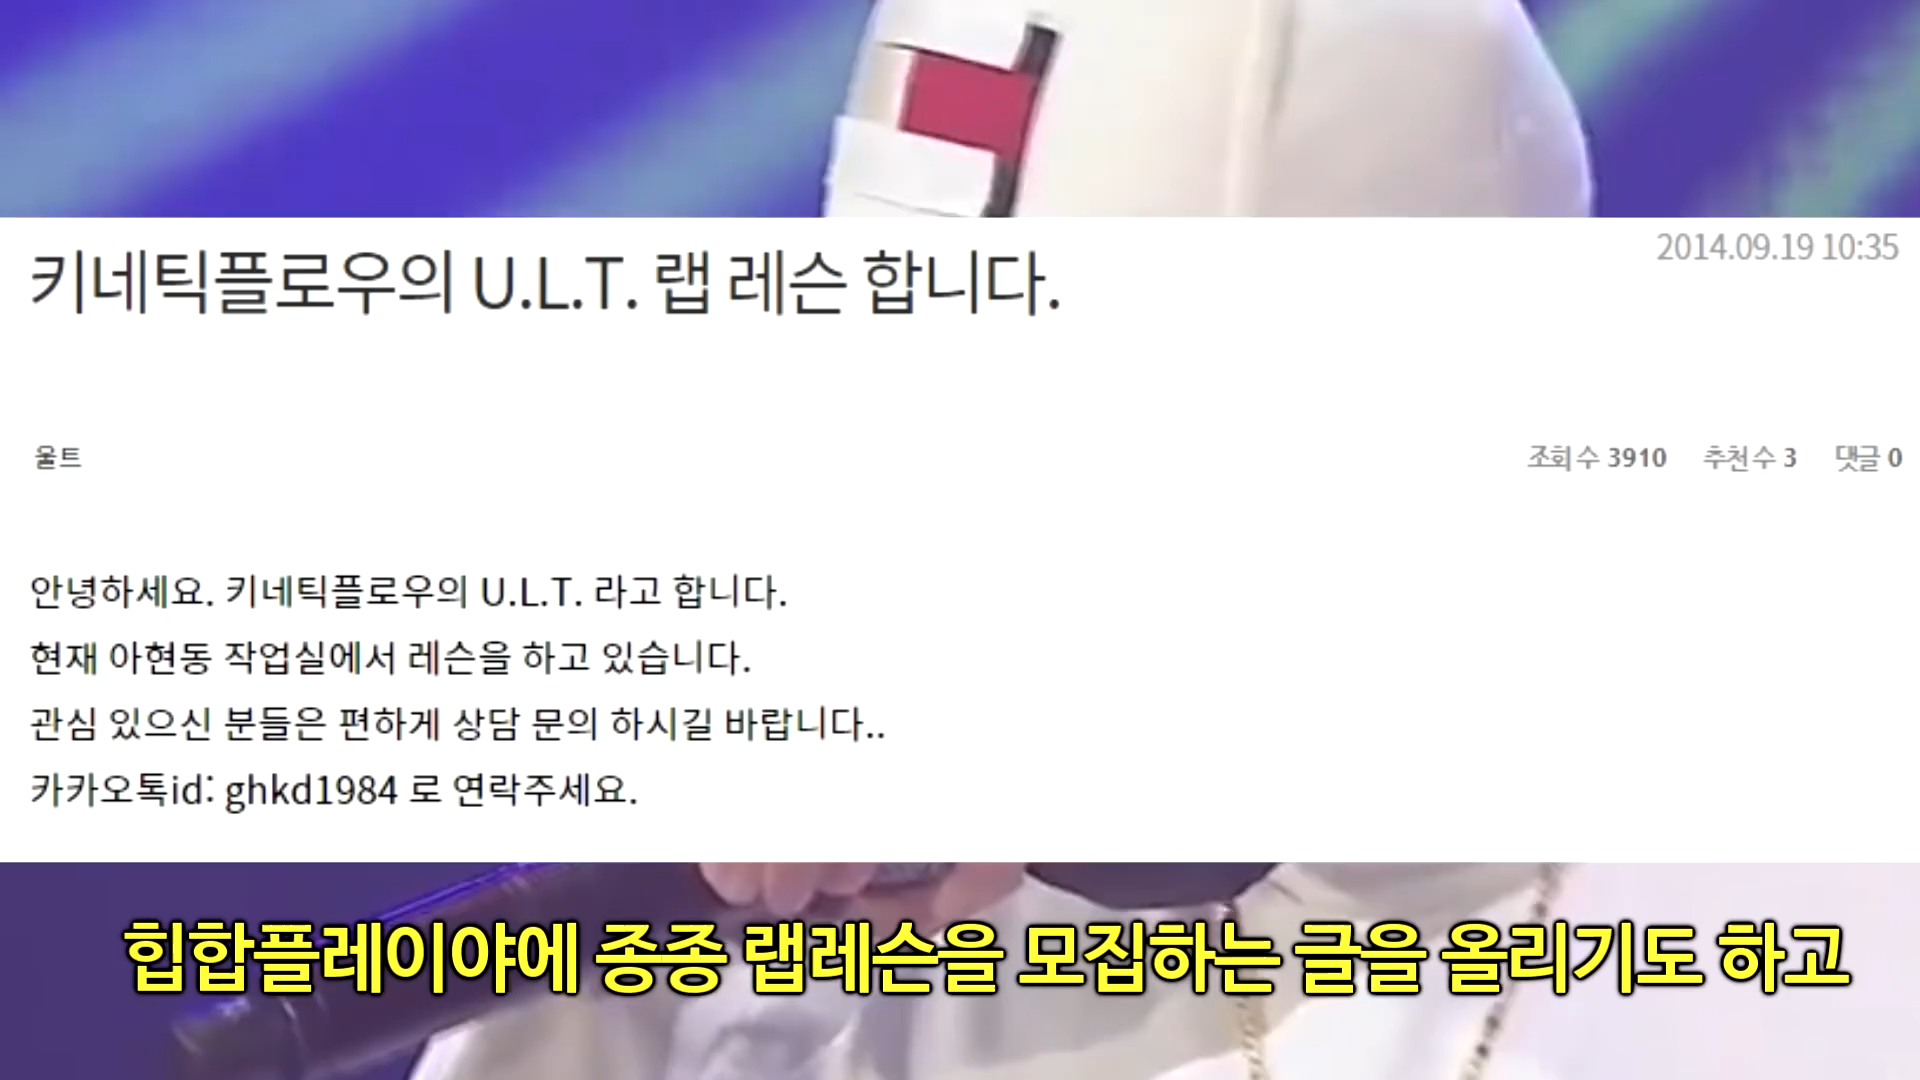 2014.09.19 10:35
키네틱플로우의 U.L.T. 랩 레슨 합니다.
울트
조회 수 3910 추천 수 3 댓글 0
안녕하세요. 키네틱플로우의 U.L.T. 라고 합니다.
현재 아현동 작업실에서 레슨을 하고 있습니다.
관심 있으신 분들은 편하게 상담 문의 하시길 바랍니다..
카카오톡id: ghkd1984 로 연락주세요.
힙합플레이야에 종종 랩레슨을 모집하는 글을 올리기도 하고